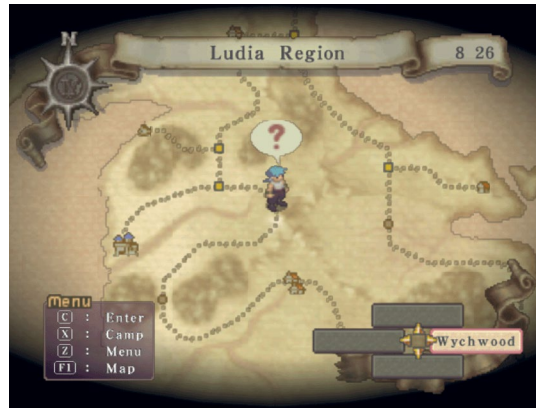 N
Ludia Region
8 26
?
Menu
C : Enter
X : Camp
Z : Menu
F1 : Map
Wychwood